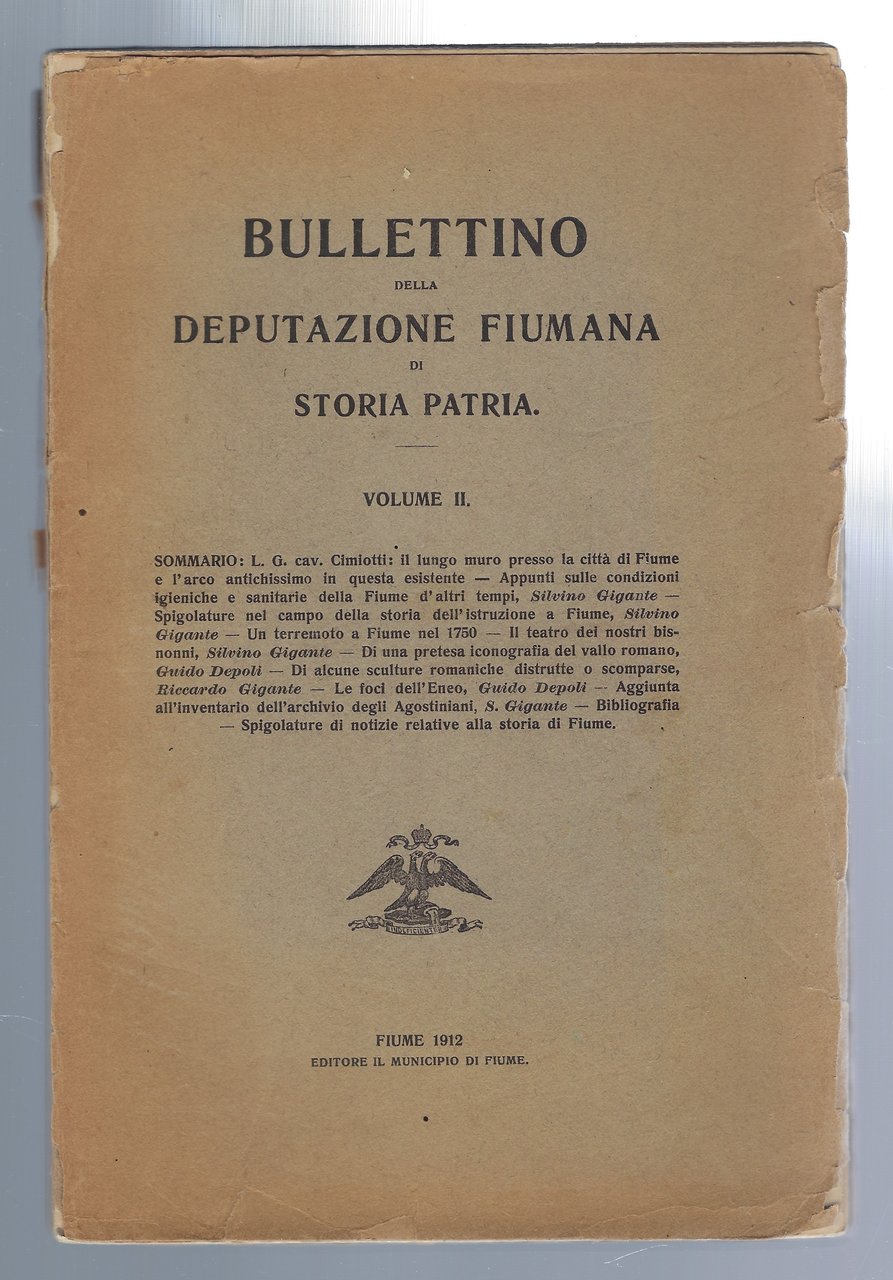 BULLETTINO
DELLA
DEPUTAZIONE FIUMANA
DI
STORIA PATRIA.
VOLUME II.
SOMMARIO: L. G. cav. Cimiotti: il lungo muro presso la città di Fiume
e l'arco antichissimo in questa esistente — Appunti sulle condizioni
igieniche e sanitarie della Fiume d'altri tempi, Silvino Gigante —
Spigolature nel campo della storia dell'istruzione a Fiume, Silvino
Gigante — Un terremoto a Fiume nel 1750 — Il teatro dei nostri bis-
nonni, Silvino Gigante — Di una pretesa iconografia del vallo romano,
Guido Depoli — Di alcune sculture romaniche distrutte o scomparse,
Riccardo Gigante — Le foci dell'Eneo, Guido Depoli — Aggiunta
all'inventario dell'archivio degli Agostiniani, S. Gigante — Bibliografia
— Spigolature di notizie relative alla storia di Fiume.
INDEFICIENTER
FIUME 1912
EDITORE IL MUNICIPIO DI FIUME.